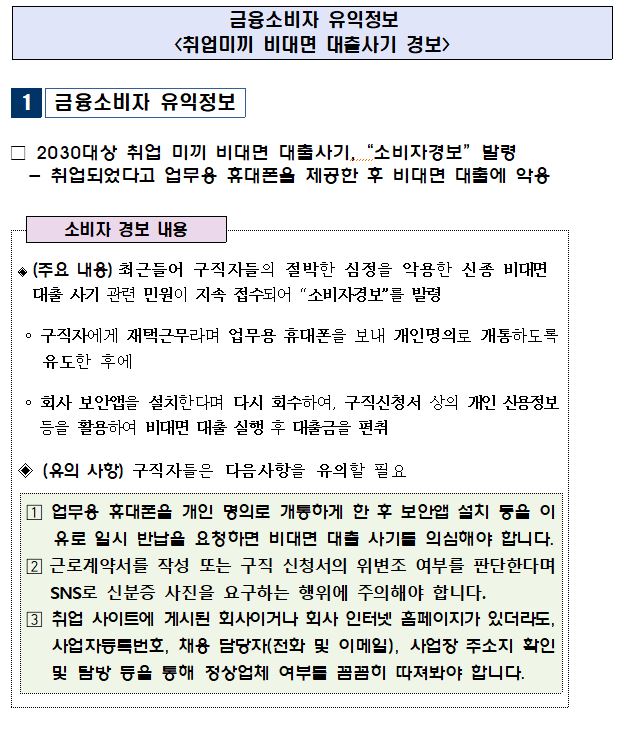 금융소비자 유익정보
<취업미끼 비대면 대출사기 경보>
1 금융소비자 유익정보
□ 2030대상 취업 미끼 비대면 대출사기, “소비자경보” 발령
– 취업되었다고 업무용 휴대폰을 제공한 후 비대면 대출에 악용
소비자 경보 내용
◈ (주요 내용) 최근들어 구직자들의 절박한 심정을 악용한 신종 비대면
대출 사기 관련 민원이 지속 접수되어 “소비자경보”를 발령
◦ 구직자에게 재택근무라며 업무용 휴대폰을 보내 개인명의로 개통하도록
유도한 후에
◦ 회사 보안앱을 설치한다며 다시 회수하여, 구직신청서 상의 개인 신용정보
등을 활용하여 비대면 대출 실행 후 대출금을 편취
◈ (유의 사항) 구직자들은 다음사항을 유의할 필요
1 업무용 휴대폰을 개인 명의로 개통하게 한 후 보안앱 설치 등을 이
유로 일시 반납을 요청하면 비대면 대출 사기를 의심해야 합니다.
2 근로계약서를 작성 또는 구직 신청서의 위변조 여부를 판단한다며
SNS로 신분증 사진을 요구하는 행위에 주의해야 합니다.
3 취업 사이트에 게시된 회사이거나 회사 인터넷 홈페이지가 있더라도,
사업자등록번호, 채용 담당자(전화 및 이메일), 사업장 주소지 확인
및 탐방 등을 통해 정상업체 여부를 꼼꼼히 따져봐야 합니다.